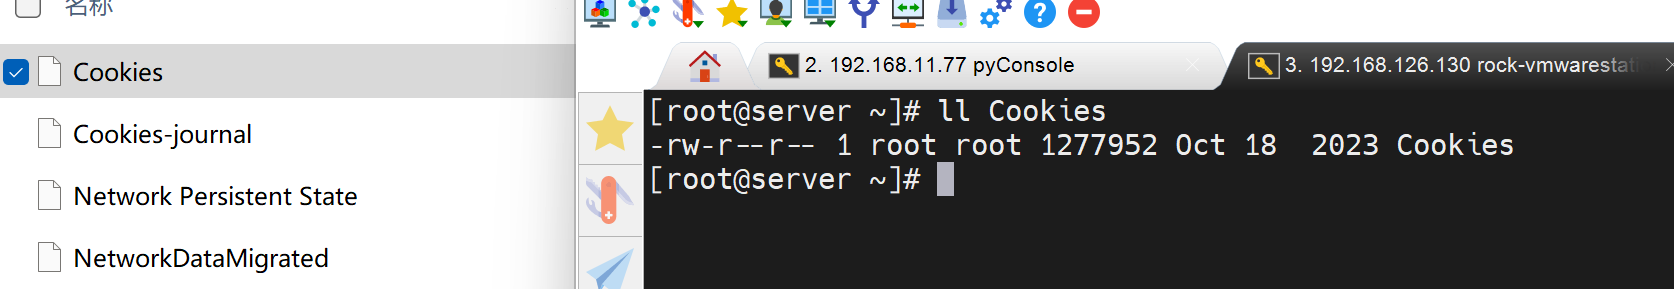 名称
Cookies
Cookies-journal
Network Persistent State
NetworkDataMigrated
2. 192.168.11.77 pyConsole
3. 192.168.126.130 rock-vmwarestati
[root@server ~]# ll Cookies
-rw-r--r-- 1 root root 1277952 Oct 18  2023 Cookies
[root@server ~]#